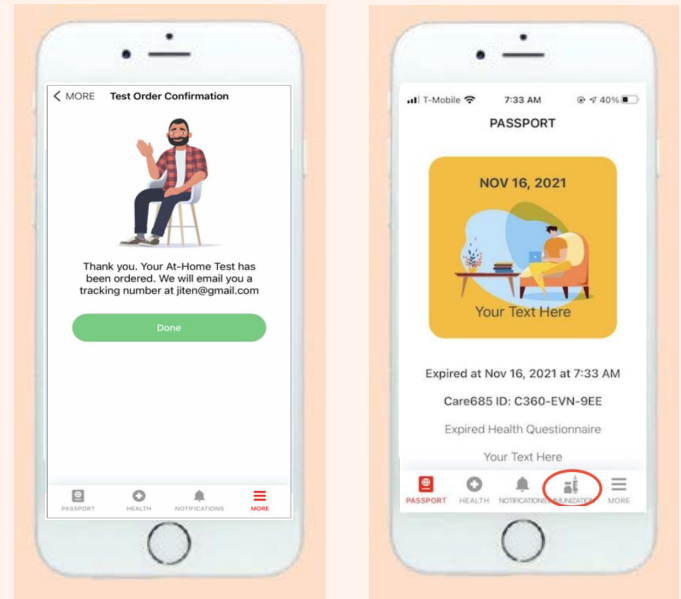 MORE Test Order Confirmation
Thank you. Your At-Home Test has
been ordered. We will email you a
tracking number at jiten@gmail.com
Done
PASSPORT HEALTH NOTIFICATIONS MORE
T-Mobile 7:33 AM 40%
PASSPORT
NOV 16, 2021
Your Text Here
Expired at Nov 16, 2021 at 7:33 AM
Care685 ID: C360-EVN-9EE
Expired Health Questionnaire
Your Text Here
PASSPORT HEALTH NOTIFICATIONS MMUNIZATION MORE